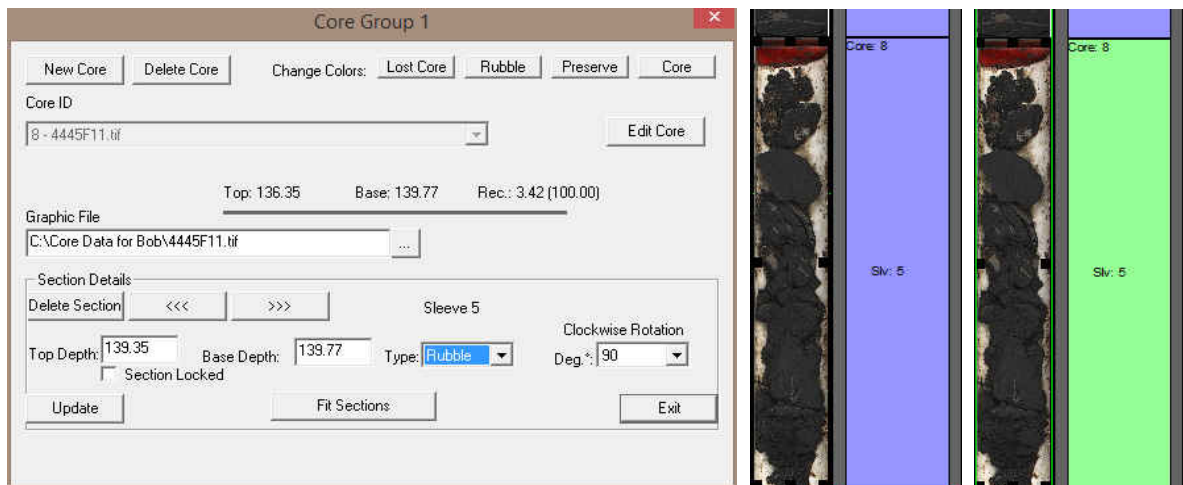 Core Group 1
New Core Delete Core Change Colors: Lost Core Rubble Preserve Core
Core ID
8 - 4445F11.tif Edit Core
Top: 136.35 Base: 139.77 Rec.: 3.42 (100.00)
Graphic File
C:\Core Data for Bob\4445F11.tif ...
Section Details
Delete Section <<< >>> Sleeve 5
Clockwise Rotation
Top Depth: 139.35 Base Depth: 139.77 Type: Rubble Deg.*: 90
Section Locked
Update Fit Sections Exit
Core: 8
Slv: 5
Core: 8
Slv: 5